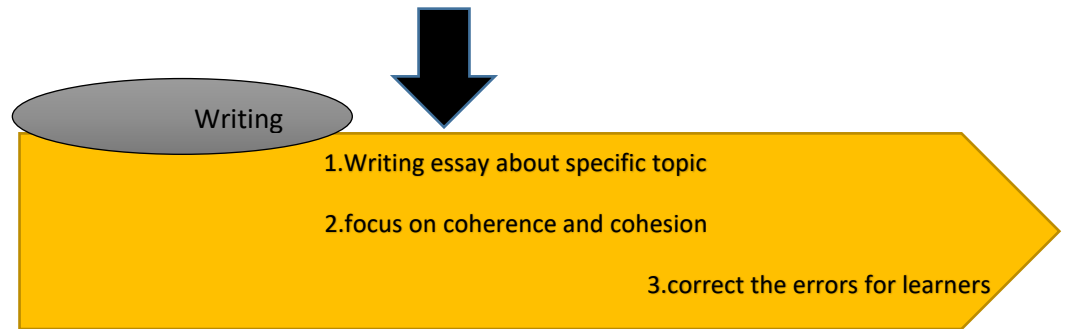 Writing
1.Writing essay about specific topic
2.focus on coherence and cohesion
3.correct the errors for learners